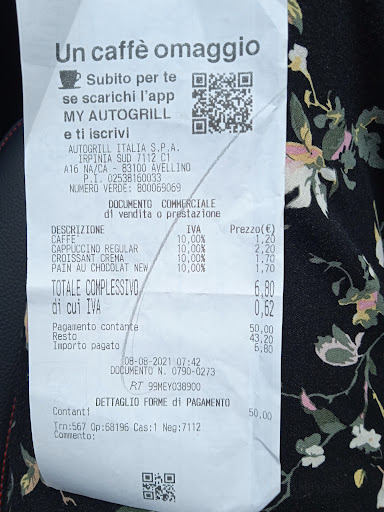 Un caffè omaggio
Subito per te
se scarichi l'app
MY AUTOGRILL
e ti iscrivi
AUTOGRILL ITALIA S.P.A.
IRPINIA SUD 7112 C1
A16 NA/CA - 83100 AVELLINO
P.I. 02538160033
NUMERO VERDE: 800069069
DOCUMENTO COMMERCIALE
di vendita o prestazione
DESCRIZIONE IVA Prezzo(€)
CAFFE' 10,00% 1,20
CAPPUCCINO REGULAR 10,00% 2,20
CROISSANT CREMA 10,00% 1,70
PAIN AU CHOCOLAT NEW 10,00% 1,70
TOTALE COMPLESSIVO 6,80
di cui IVA 0,62
Pagamento contante 50,00
Resto 43,20
Importo pagato 6,80
08-08-2021 07:42
DOCUMENTO N. 0790-0273
RT 99MEY038900
DETTAGLIO FORME di PAGAMENTO
Contanti 50,00
Trn:567 Op:68196 Cas:1 Neg:7112
Commento: